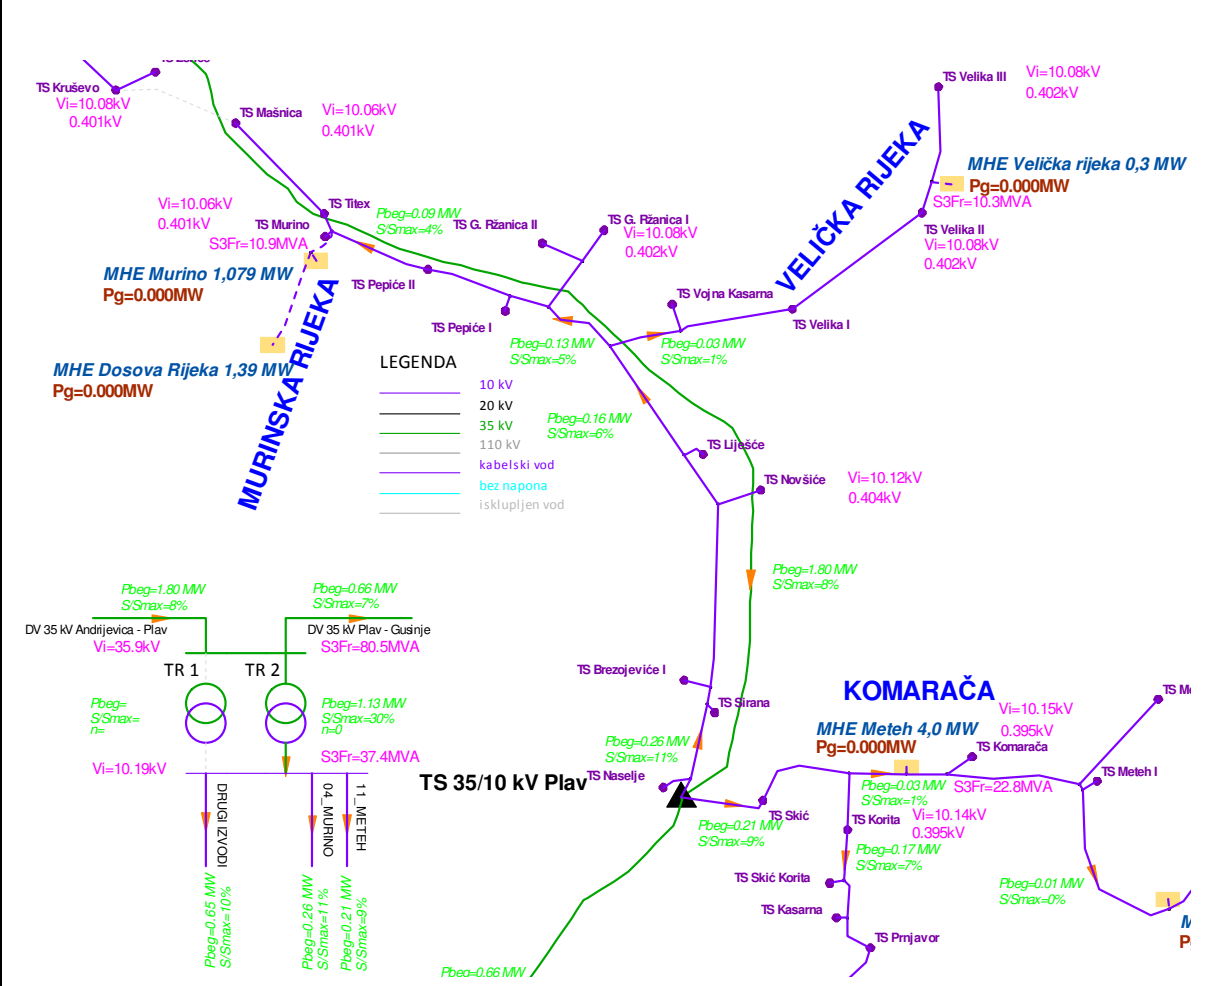 TS Kruševo
Vi=10.08kV
0.401kV
TS Mašnica
Vi=10.06kV
0.401kV
TS Velika III
Vi=10.08kV
0.402kV
VELIČKA RIJEKA
MHE Velička rijeka 0,3 MW
Pg=0.000MW
S3Fr=10.3MVA
TS Velika II
Vi=10.08kV
0.402kV
Vi=10.06kV
0.401kV
TS Titex
TS Murino
S3Fr=10.9MVA
Pbeg=0.09 MW
S/Smax=4%
TS G. Ržanica II
TS G. Ržanica I
Vi=10.08kV
0.402kV
MHE Murino 1,079 MW
Pg=0.000MW
TS Pepiće II
TS Pepiće I
TS Vojna Kasarna
TS Velika I
Pbeg=0.13 MW
S/Smax=5%
Pbeg=0.03 MW
S/Smax=1%
MHE Dosova Rijeka 1,39 MW
Pg=0.000MW
MURINSKA RIJEKA
LEGENDA
10 kV
20 kV
35 kV
110 kV
kabelski vod
bez napona
isklupljen vod
Pbeg=0.16 MW
S/Smax=6%
TS Liješće
TS Novšiće
Vi=10.12kV
0.404kV
Pbeg=1.80 MW
S/Smax=8%
Pbeg=1.80 MW
S/Smax=8%
DV 35 kV Andrijevica - Plav
Vi=35.9kV
Pbeg=0.66 MW
S/Smax=7%
DV 35 kV Plav - Gusinje
S3Fr=80.5MVA
TR 1
TR 2
Pbeg=
S/Smax=
n=
Pbeg=1.13 MW
S/Smax=30%
n=0
S3Fr=37.4MVA
Vi=10.19kV
DRUGI IZVODI
04_MURINO
11_METEH
Pbeg=0.65 MW
S/Smax=10%
Pbeg=0.26 MW
S/Smax=11%
Pbeg=0.21 MW
S/Smax=9%
TS Brezojeviće I
TS Sirana
Pbeg=0.26 MW
S/Smax=11%
TS Naselje
TS 35/10 kV Plav
KOMARAČA
MHE Meteh 4,0 MW
Pg=0.000MW
Vi=10.15kV
0.395kV
TS Komarača
TS Meteh I
Pbeg=0.03 MW
S/Smax=1%
S3Fr=22.8MVA
TS Skić
Pbeg=0.21 MW
S/Smax=9%
Vi=10.14kV
0.395kV
TS Korita
Pbeg=0.17 MW
S/Smax=7%
TS Skić Korita
TS Kasarna
TS Prnjavor
Pbeg=0.01 MW
S/Smax=0%
Pbeg=0.66 MW